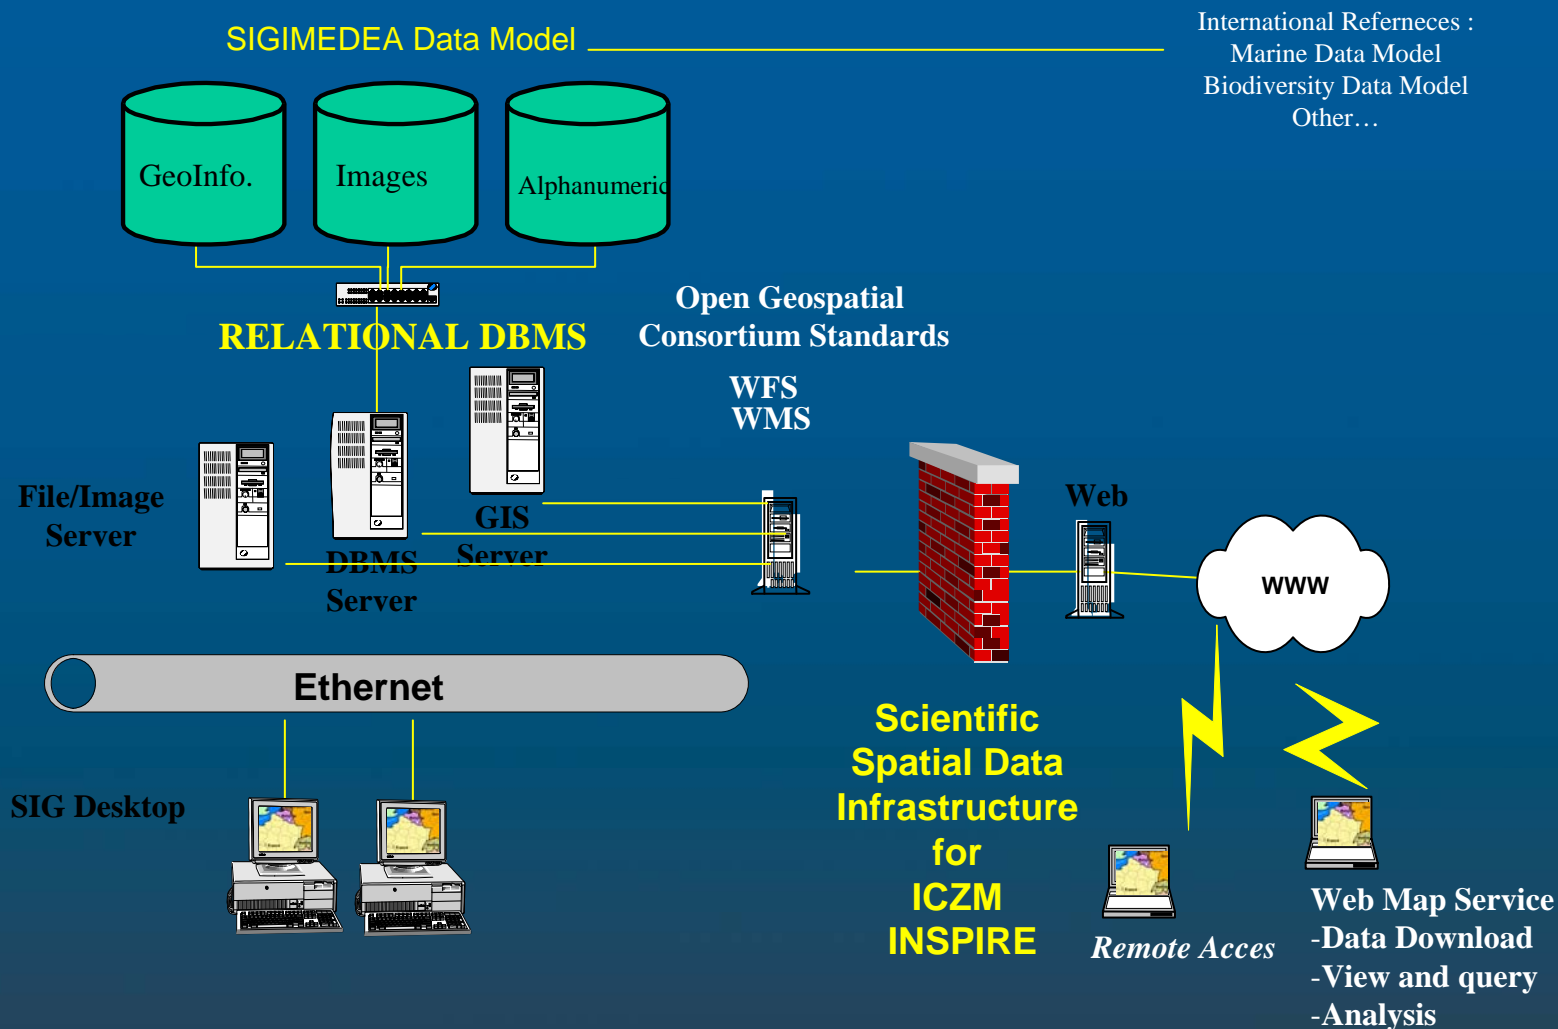 SIGIMEDEA Data Model
International Referneces :
Marine Data Model
Biodiversity Data Model
Other…
GeoInfo.
Images
Alphanumeric
RELATIONAL DBMS
Open Geospatial
Consortium Standards
WFS
WMS
File/Image
Server
DBMS
Server
GIS
Server
Web
www
Ethernet
SIG Desktop
Scientific
Spatial Data
Infrastructure
for
ICZM
INSPIRE
Remote Acces
Web Map Service
-Data Download
-View and query
-Analysis